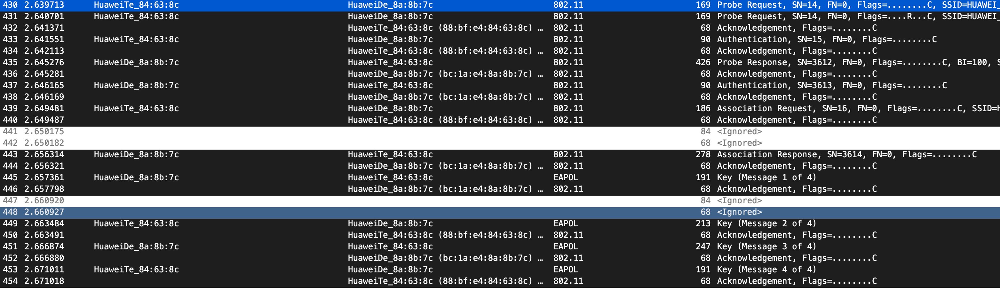 430 2.639713 HuaweiTe_84:63:8c HuaweiDe_8a:8b:7c 802.11 169 Probe Request, SN=14, FN=0, Flags=........C, SSID=HUAWEI_
431 2.640701 HuaweiTe_84:63:8c HuaweiDe_8a:8b:7c 802.11 169 Probe Request, SN=14, FN=0, Flags=....R...C, SSID=HUAWEI_
432 2.641371 HuaweiTe_84:63:8c (88:bf:e4:84:63:8c) … 802.11 68 Acknowledgement, Flags=........C
433 2.641551 HuaweiTe_84:63:8c HuaweiDe_8a:8b:7c 802.11 90 Authentication, SN=15, FN=0, Flags=........C
434 2.642113 HuaweiTe_84:63:8c (88:bf:e4:84:63:8c) … 802.11 68 Acknowledgement, Flags=........C
435 2.645276 HuaweiDe_8a:8b:7c HuaweiTe_84:63:8c 802.11 426 Probe Response, SN=3612, FN=0, Flags=........C, BI=100, S
436 2.645281 HuaweiDe_8a:8b:7c (bc:1a:e4:8a:8b:7c) … 802.11 68 Acknowledgement, Flags=........C
437 2.646165 HuaweiDe_8a:8b:7c HuaweiTe_84:63:8c 802.11 90 Authentication, SN=3613, FN=0, Flags=........C
438 2.646169 HuaweiDe_8a:8b:7c (bc:1a:e4:8a:8b:7c) … 802.11 68 Acknowledgement, Flags=........C
439 2.649481 HuaweiTe_84:63:8c HuaweiDe_8a:8b:7c 802.11 186 Association Request, SN=16, FN=0, Flags=........C, SSID=H
440 2.649487 HuaweiTe_84:63:8c (88:bf:e4:84:63:8c) … 802.11 68 Acknowledgement, Flags=........C
441 2.650175 84 <Ignored>
442 2.650182 68 <Ignored>
443 2.656314 HuaweiDe_8a:8b:7c HuaweiTe_84:63:8c 802.11 278 Association Response, SN=3614, FN=0, Flags=........C
444 2.656321 HuaweiDe_8a:8b:7c (bc:1a:e4:8a:8b:7c) … 802.11 68 Acknowledgement, Flags=........C
445 2.657361 HuaweiDe_8a:8b:7c HuaweiTe_84:63:8c EAPOL 191 Key (Message 1 of 4)
446 2.657798 HuaweiDe_8a:8b:7c (bc:1a:e4:8a:8b:7c) … 802.11 68 Acknowledgement, Flags=........C
447 2.660920 84 <Ignored>
448 2.660927 68 <Ignored>
449 2.663484 HuaweiTe_84:63:8c HuaweiDe_8a:8b:7c EAPOL 213 Key (Message 2 of 4)
450 2.663491 HuaweiTe_84:63:8c (88:bf:e4:84:63:8c) … 802.11 68 Acknowledgement, Flags=........C
451 2.666874 HuaweiDe_8a:8b:7c HuaweiTe_84:63:8c EAPOL 247 Key (Message 3 of 4)
452 2.666880 HuaweiDe_8a:8b:7c (bc:1a:e4:8a:8b:7c) … 802.11 68 Acknowledgement, Flags=........C
453 2.671011 HuaweiTe_84:63:8c HuaweiDe_8a:8b:7c EAPOL 191 Key (Message 4 of 4)
454 2.671018 HuaweiTe_84:63:8c (88:bf:e4:84:63:8c) … 802.11 68 Acknowledgement, Flags=........C